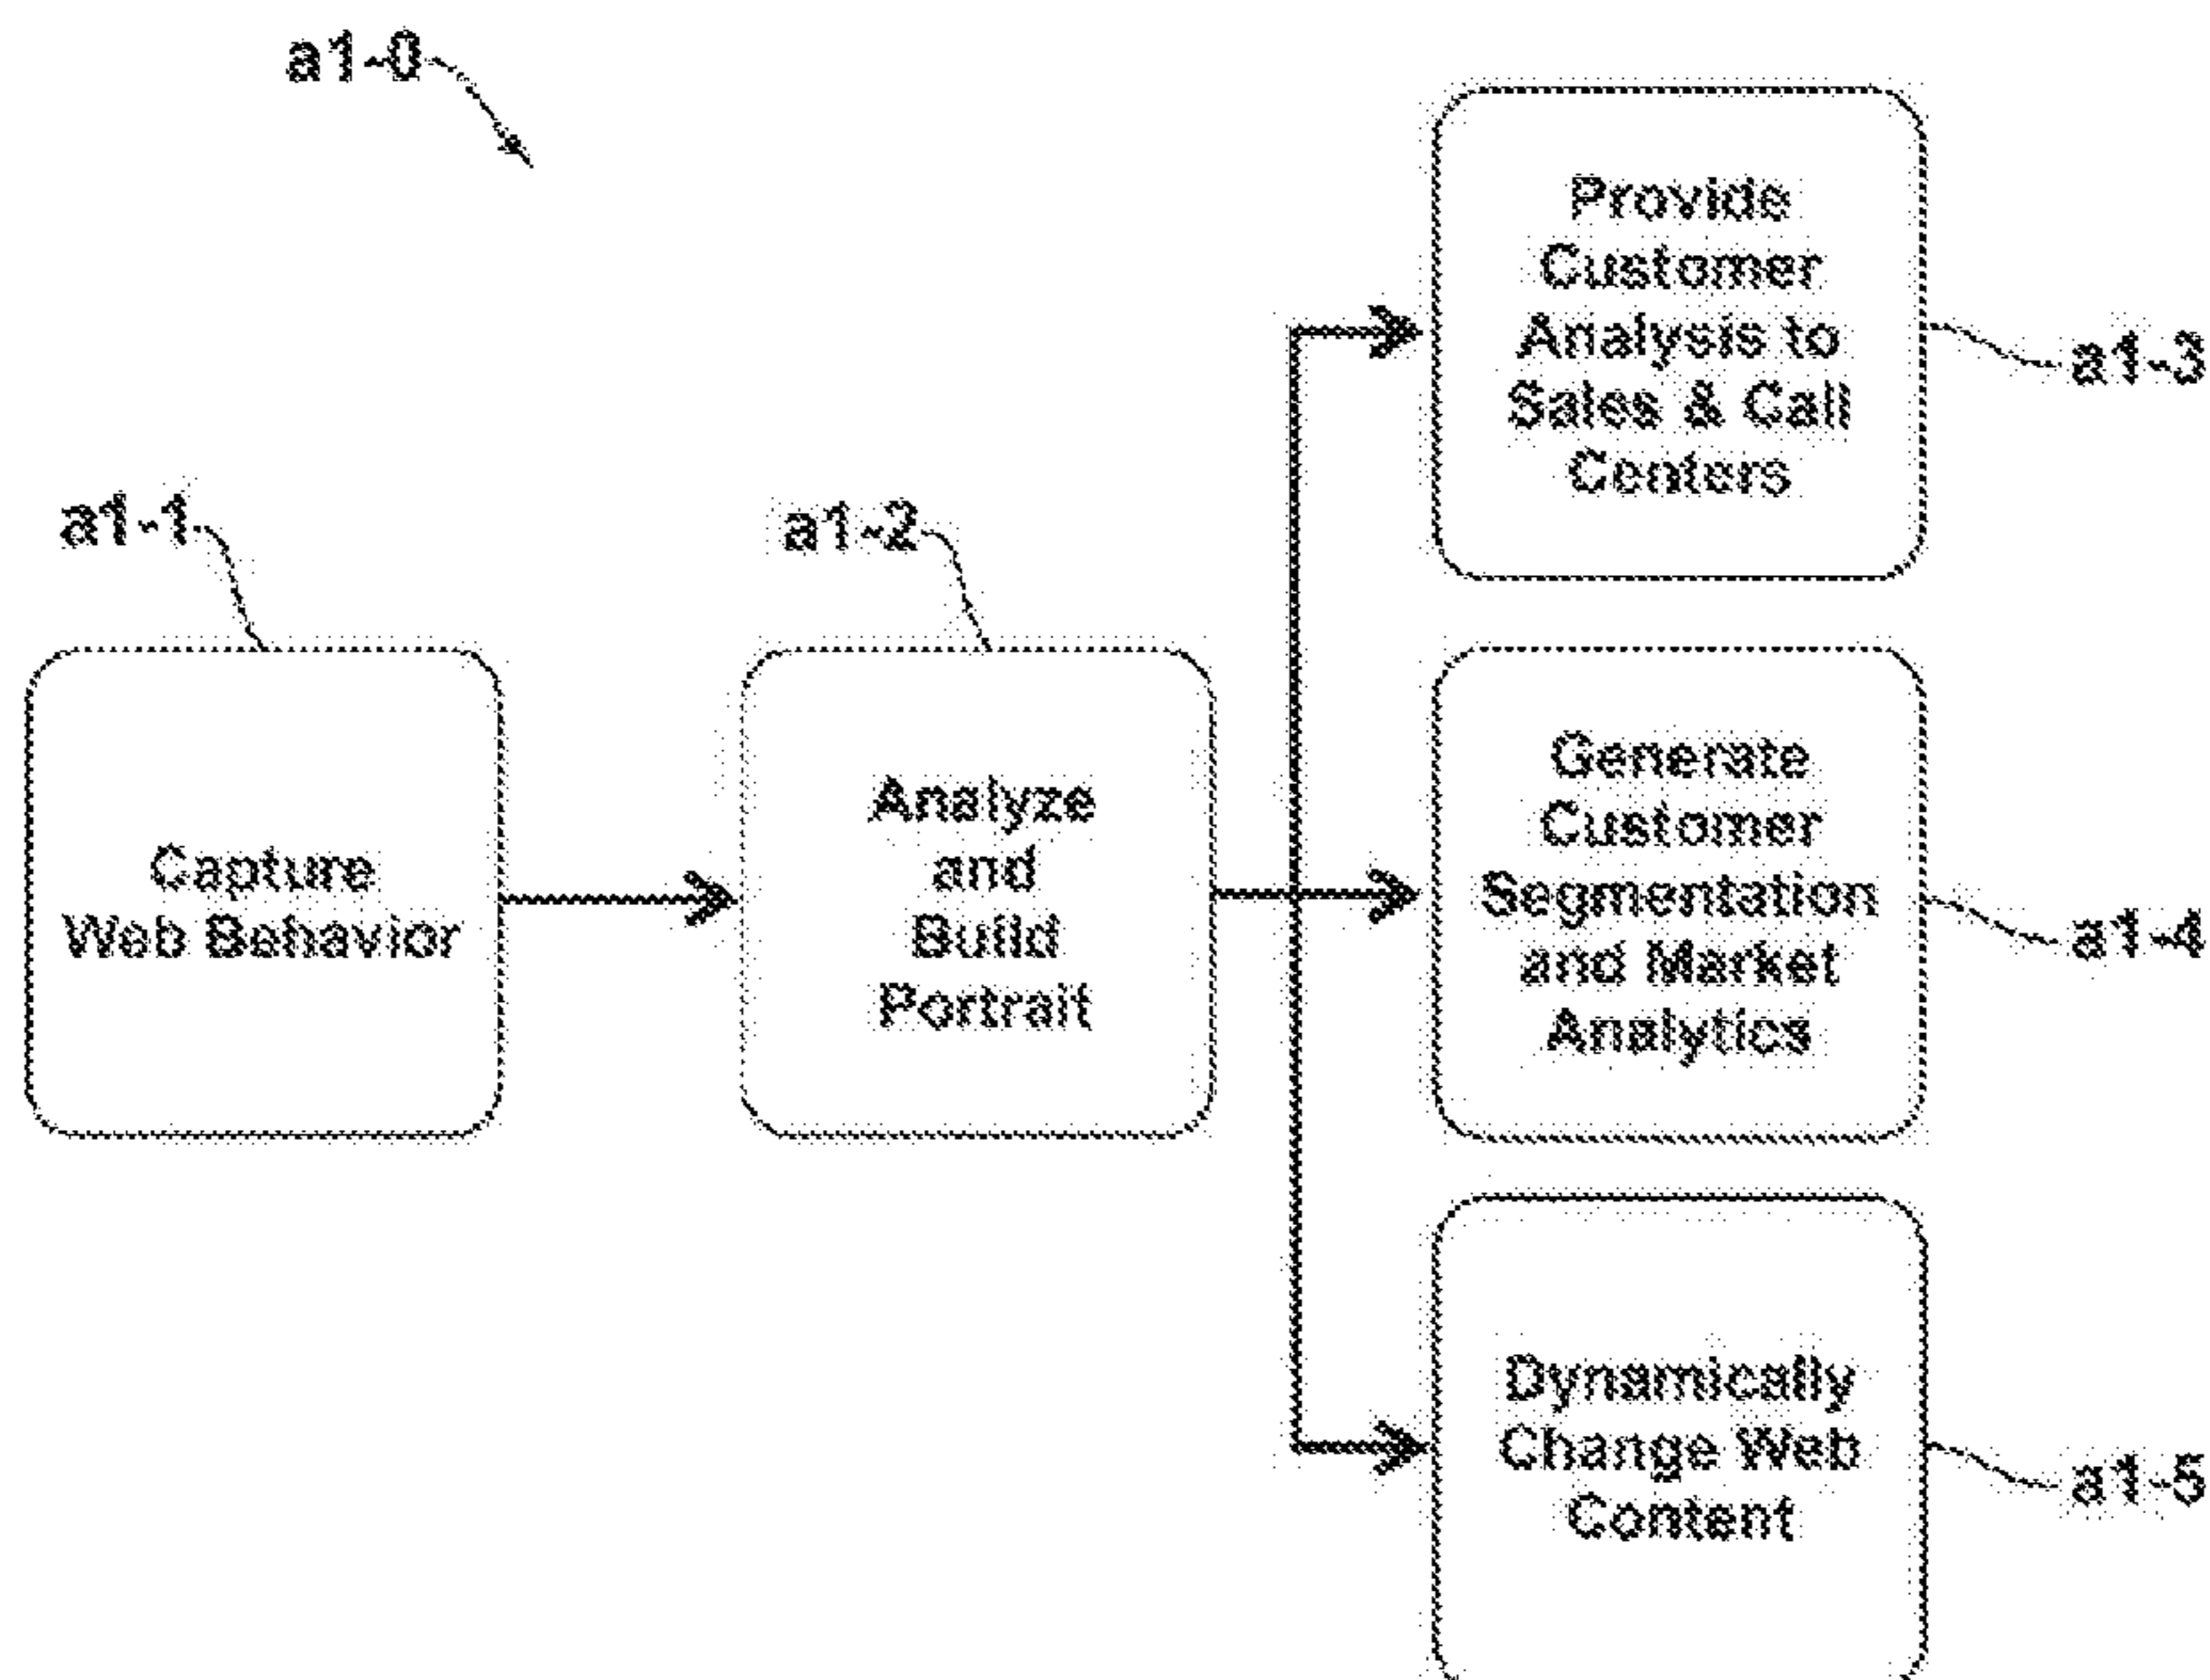 a1-0
a1-1
Capture
Web Behavior
a1-2
Analyze
and
Build
Portrait
Provide
Customer
Analysis to
Sales & Call
Centers
a1-3
Generate
Customer
Segmentation
and Market
Analytics
a1-4
Dynamically
Change Web
Content
a1-5